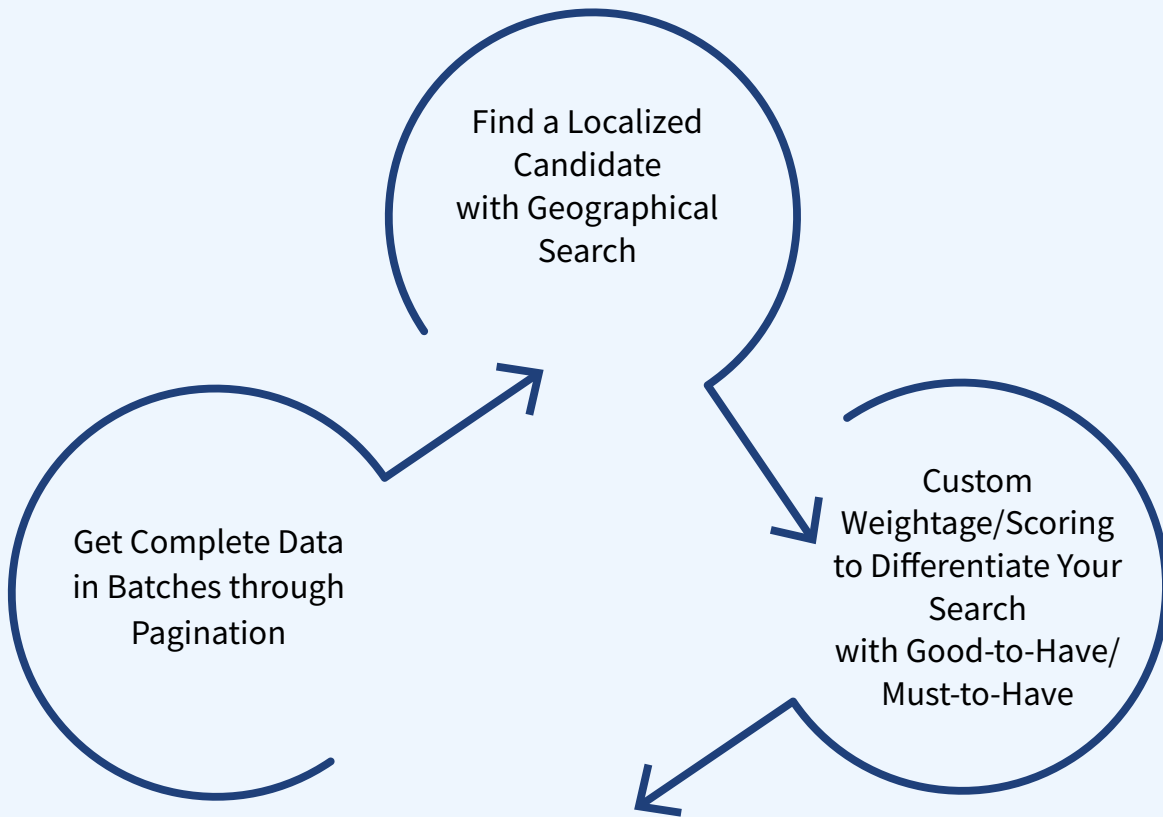 Find a Localized
Candidate
with Geographical
Search
Get Complete Data
in Batches through
Pagination
Custom
Weightage/Scoring
to Differentiate Your
Search
with Good-to-Have/
Must-to-Have